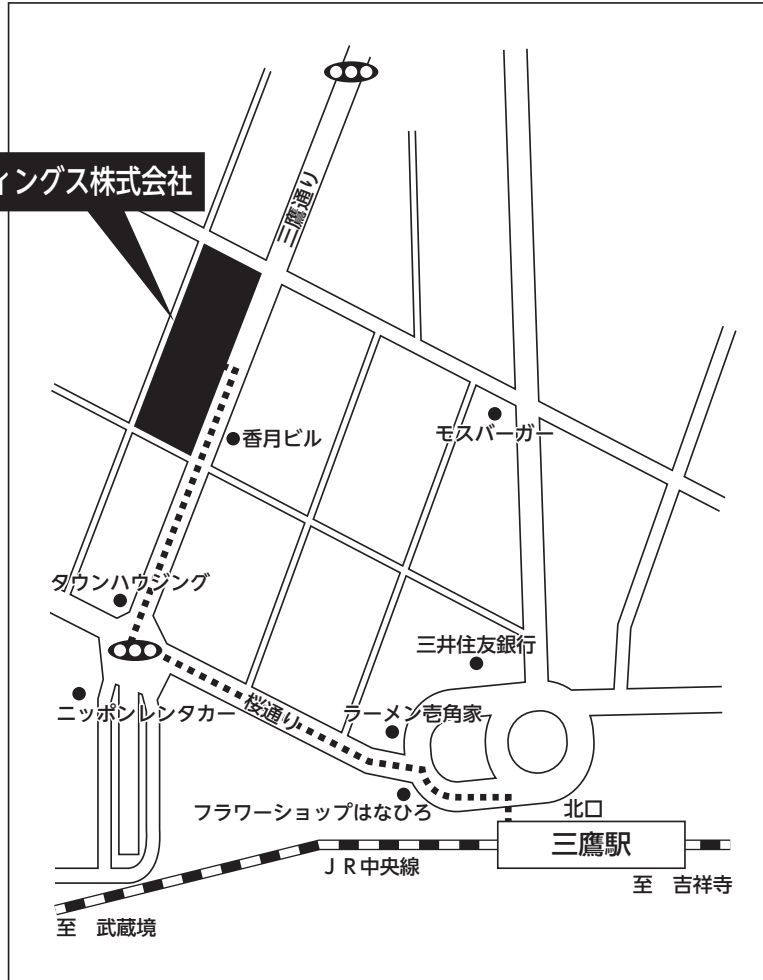 ィングス株式会社
三鷹通り
香月ビル
モスバーガー
タウンハウジング
三井住友銀行
ニッポンレンタカー
桜通り
ラーメン壱角家
フラワーショップはなひろ
北口
三鷹駅
JR中央線
至 吉祥寺
至 武蔵境